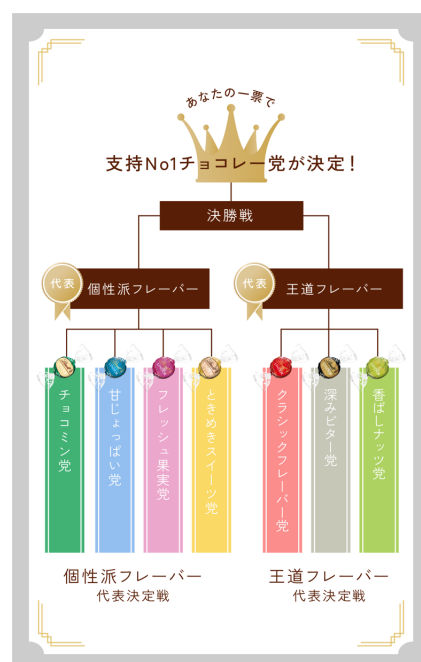 あなたの一票で
支持No1チョコレー党が決定！
決勝戦
代表
個性派フレーバー
代表
王道フレーバー
チョコミン党
甘じょっぱい党
フレッシュ果実党
ときめきスイーツ党
クラシックフレーバー党
深みビター党
香ばしナッツ党
個性派フレーバー
代表決定戦
王道フレーバー
代表決定戦